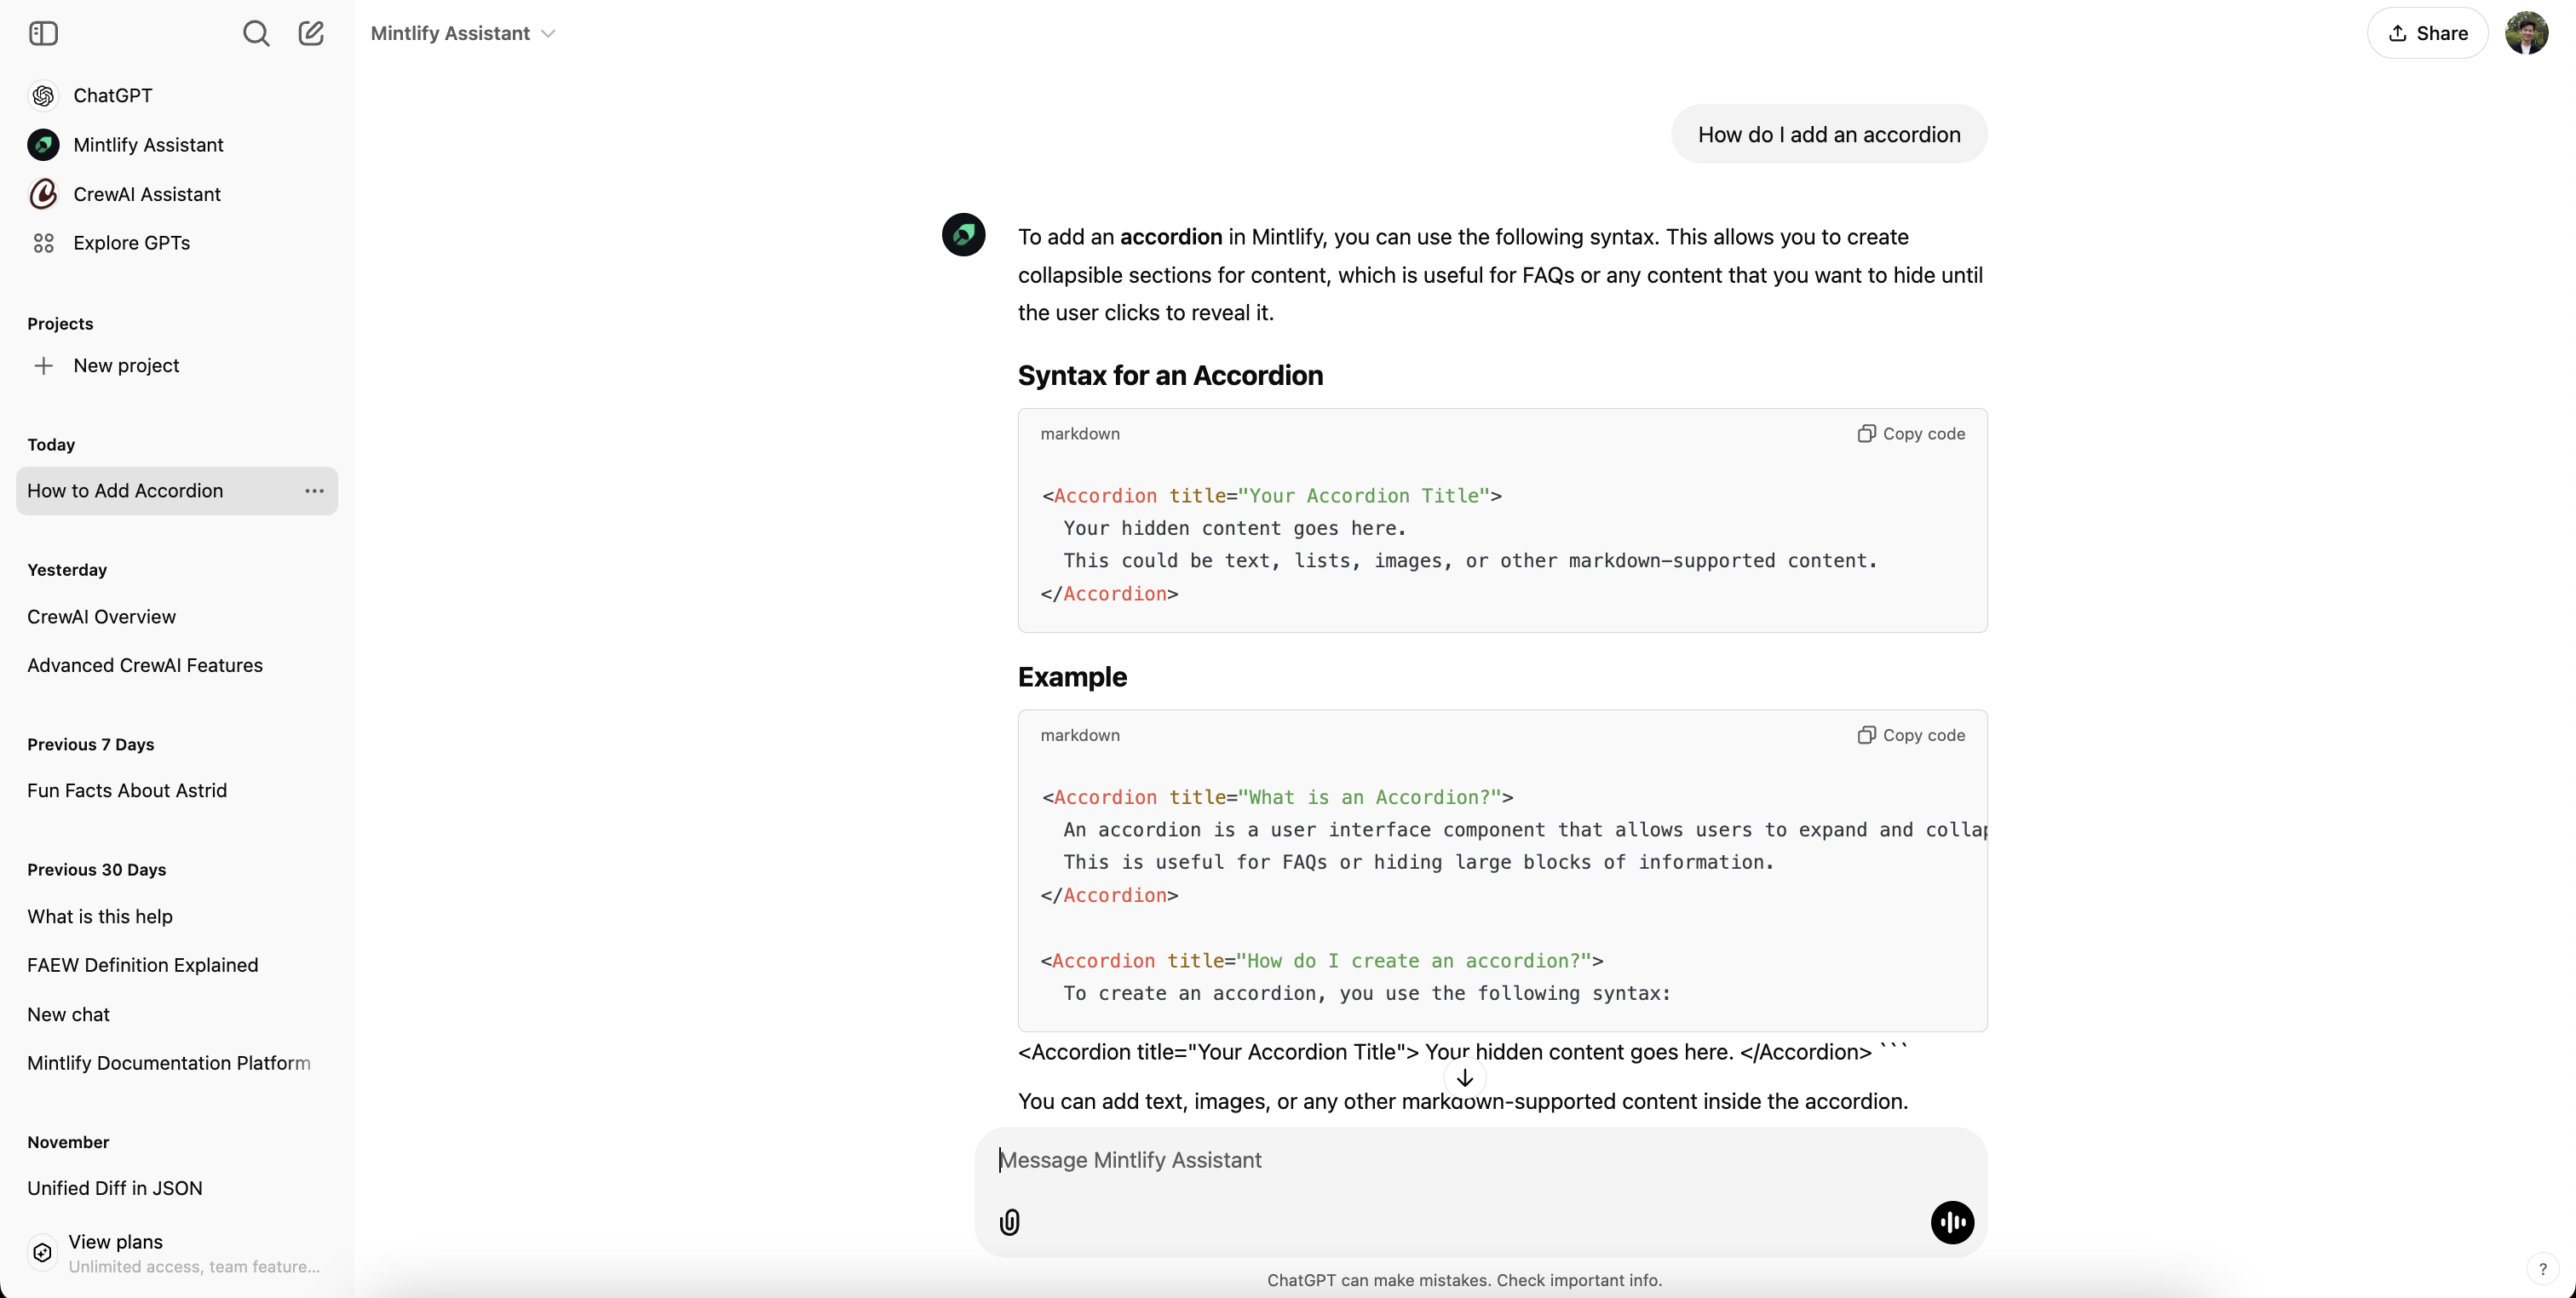 ChatGPT
Mintlify Assistant
CrewAI Assistant
Explore GPTs
Projects
New project
Today
How to Add Accordion
Yesterday
CrewAI Overview
Advanced CrewAI Features
Previous 7 Days
Fun Facts About Astrid
Previous 30 Days
What is this help
FAEW Definition Explained
New chat
Mintlify Documentation Platform
November
Unified Diff in JSON
View plans
Unlimited access, team feature...
Mintlify Assistant
Share
How do I add an accordion
To add an accordion in Mintlify, you can use the following syntax. This allows you to create
collapsible sections for content, which is useful for FAQs or any content that you want to hide until
the user clicks to reveal it.
Syntax for an Accordion
markdown
Copy code
<Accordion title="Your Accordion Title">
  Your hidden content goes here.
  This could be text, lists, images, or other markdown-supported content.
</Accordion>
Example
markdown
Copy code
<Accordion title="What is an Accordion?">
  An accordion is a user interface component that allows users to expand and collap
  This is useful for FAQs or hiding large blocks of information.
</Accordion>
<Accordion title="How do I create an accordion?">
  To create an accordion, you use the following syntax:
<Accordion title="Your Accordion Title"> Your hidden content goes here. </Accordion> ```
You can add text, images, or any other markdown-supported content inside the accordion.
Message Mintlify Assistant
ChatGPT can make mistakes. Check important info.
?